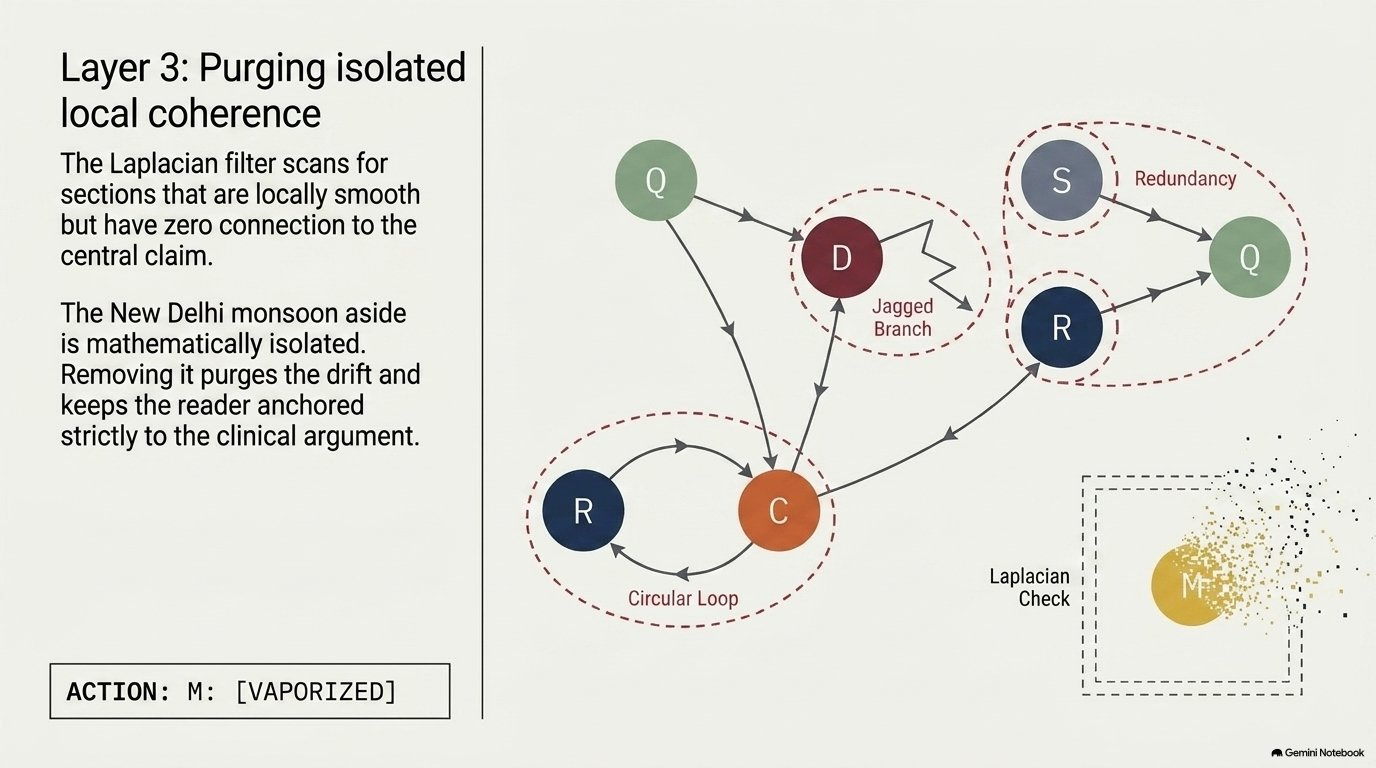 Layer 3: Purging isolated
local coherence
The Laplacian filter scans for
sections that are locally smooth
but have zero connection to the
central claim.
The New Delhi monsoon aside
is mathematically isolated.
Removing it purges the drift and
keeps the reader anchored
strictly to the clinical argument.
ACTION: M: [VAPORIZED]
Q
D
Jagged
Branch
S
Redundancy
Q
R
R
C
Circular Loop
Laplacian
Check
M
Gemini Notebook